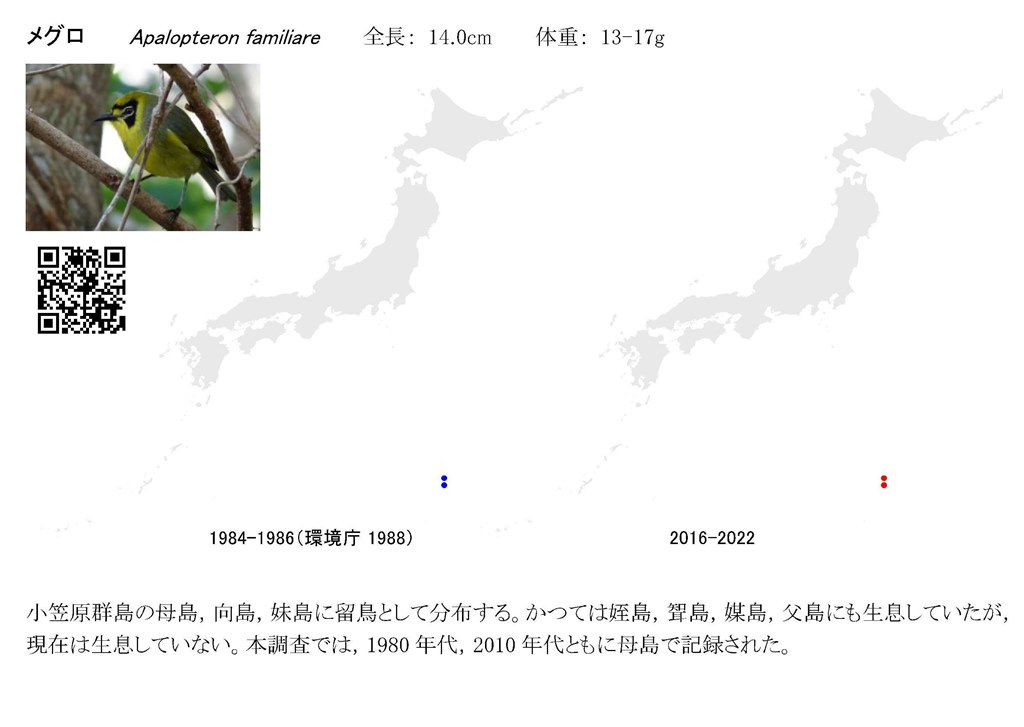 メグロ　Apalopteron familiare　全長： 14.0cm　体重： 13-17g
1984-1986（環境庁 1988）
2016-2022
小笠原群島の母島，向島，妹島に留鳥として分布する。かつては姪島，聟島，媒島，父島にも生息していたが，
現在は生息していない。本調査では，1980 年代，2010 年代ともに母島で記録された。